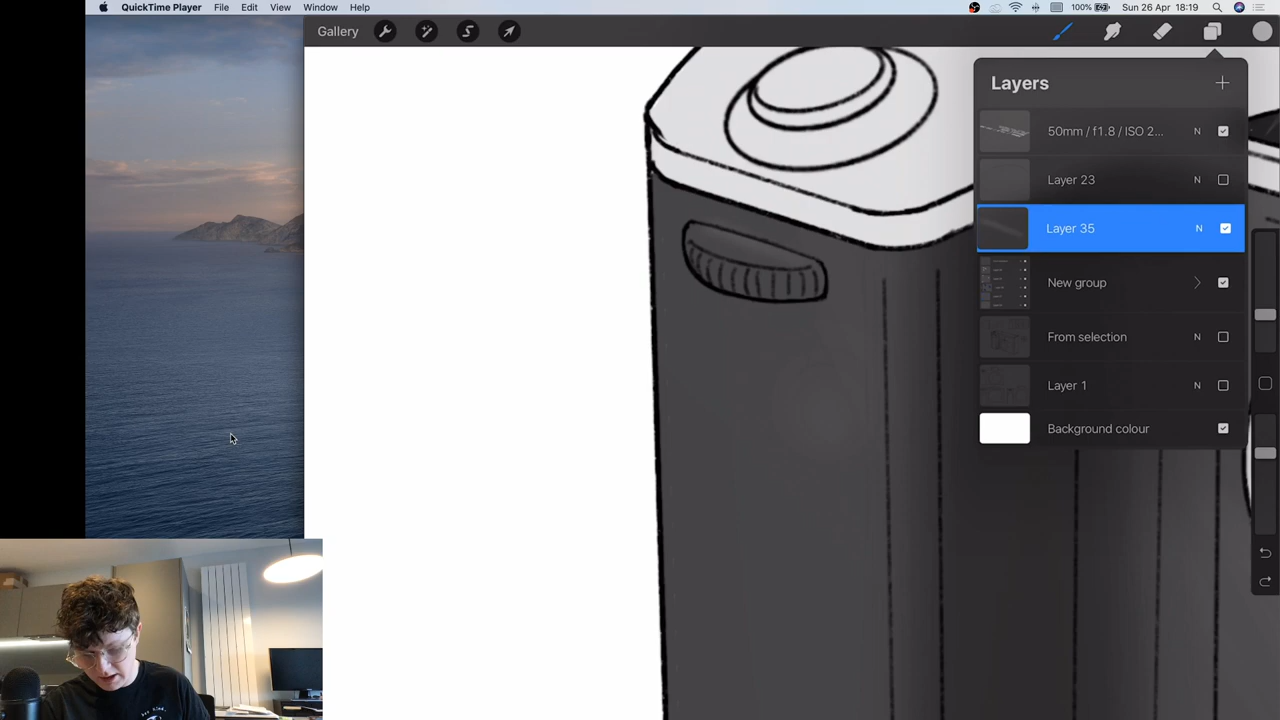 QuickTime Player File Edit View Window Help
100% Sun 26 Apr 18:19
Gallery
Layers
50mm / f1.8 / ISO 2... N
Layer 23 N
Layer 35 N
New group
From selection N
Layer 1 N
Background colour